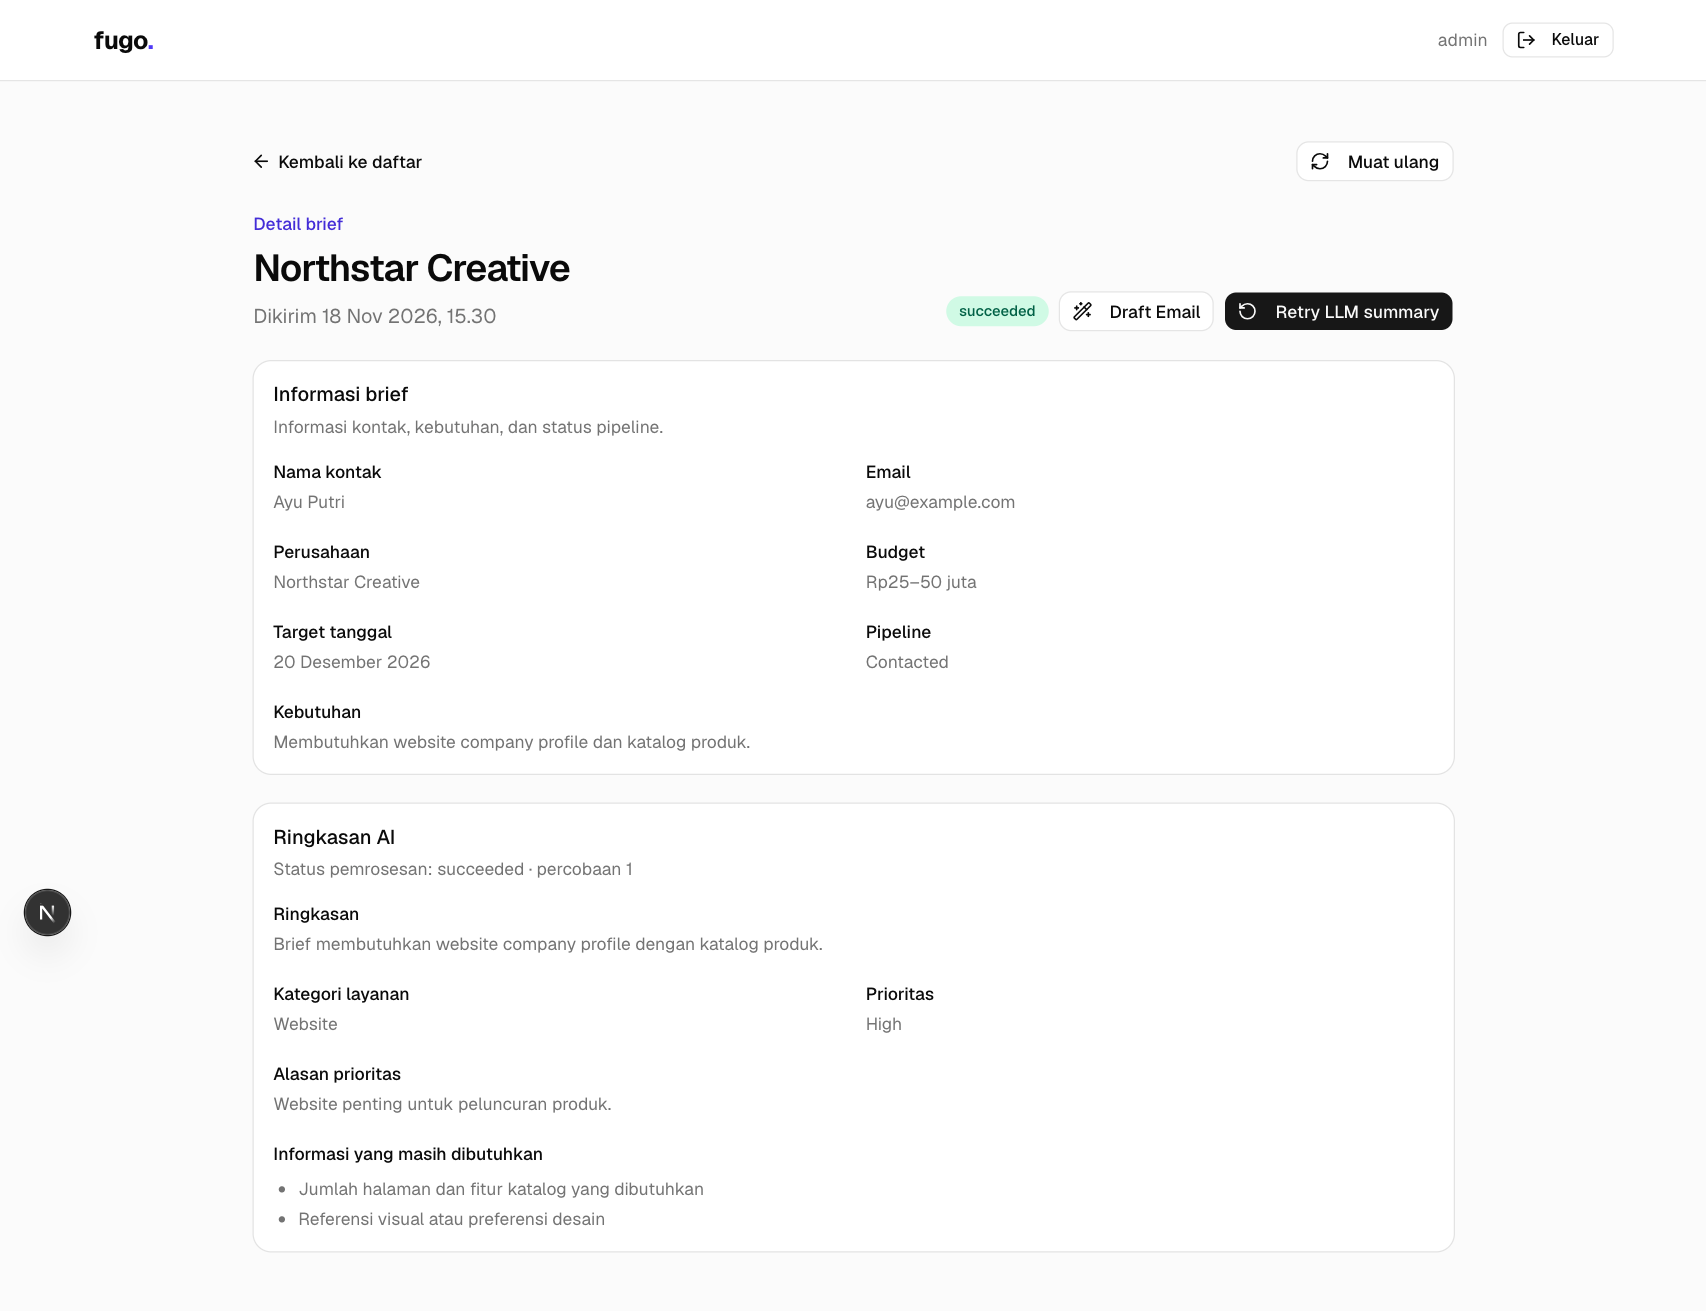 fugo.
admin
Keluar
Kembali ke daftar
Muat ulang
Detail brief
Northstar Creative
Dikirim 18 Nov 2026, 15.30
succeeded
Draft Email
Retry LLM summary
Informasi brief
Informasi kontak, kebutuhan, dan status pipeline.
Nama kontak
Ayu Putri
Email
ayu@example.com
Perusahaan
Northstar Creative
Budget
Rp25–50 juta
Target tanggal
20 Desember 2026
Pipeline
Contacted
Kebutuhan
Membutuhkan website company profile dan katalog produk.
Ringkasan AI
Status pemrosesan: succeeded · percobaan 1
Ringkasan
Brief membutuhkan website company profile dengan katalog produk.
Kategori layanan
Website
Prioritas
High
Alasan prioritas
Website penting untuk peluncuran produk.
Informasi yang masih dibutuhkan
• Jumlah halaman dan fitur katalog yang dibutuhkan
• Referensi visual atau preferensi desain
N